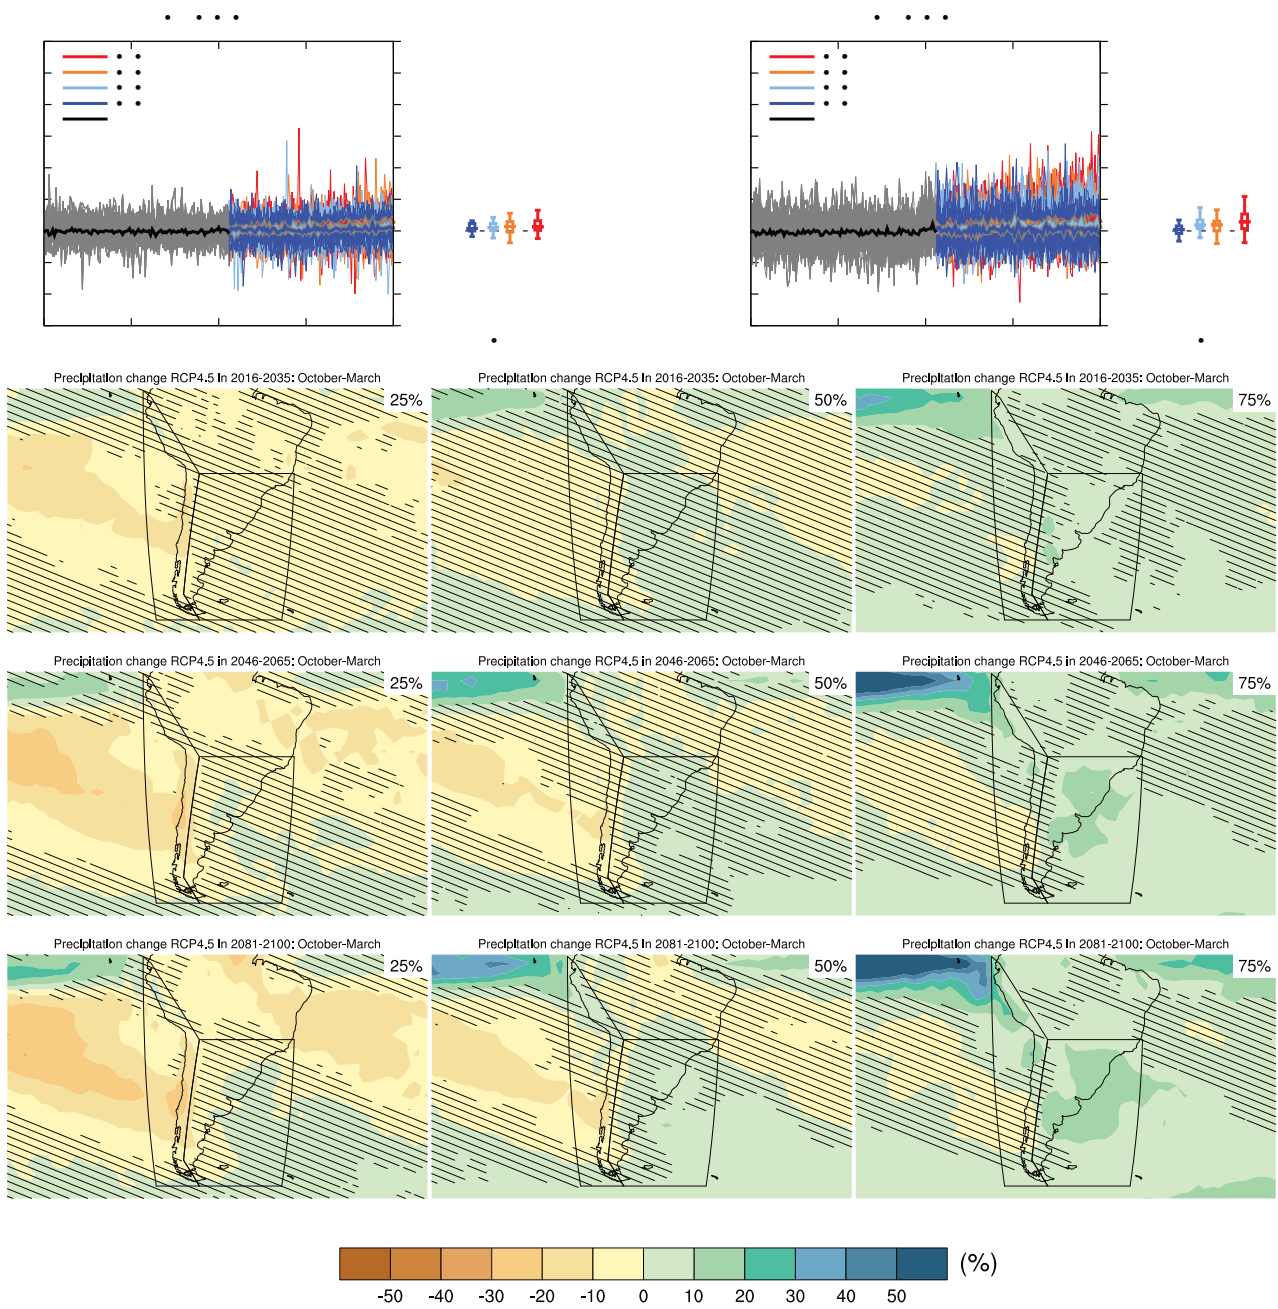 Precipitation change RCP4.5 in 2016-2035: October-March
Precipitation change RCP4.5 in 2016-2035: October-March
Precipitation change RCP4.5 in 2016-2035: October-March
25%
50%
75%
Precipitation change RCP4.5 in 2046-2065: October-March
Precipitation change RCP4.5 in 2046-2065: October-March
Precipitation change RCP4.5 in 2046-2065: October-March
25%
50%
75%
Precipitation change RCP4.5 in 2081-2100: October-March
Precipitation change RCP4.5 in 2081-2100: October-March
Precipitation change RCP4.5 in 2081-2100: October-March
25%
50%
75%
(%)
-50 -40 -30 -20 -10 0 10 20 30 40 50